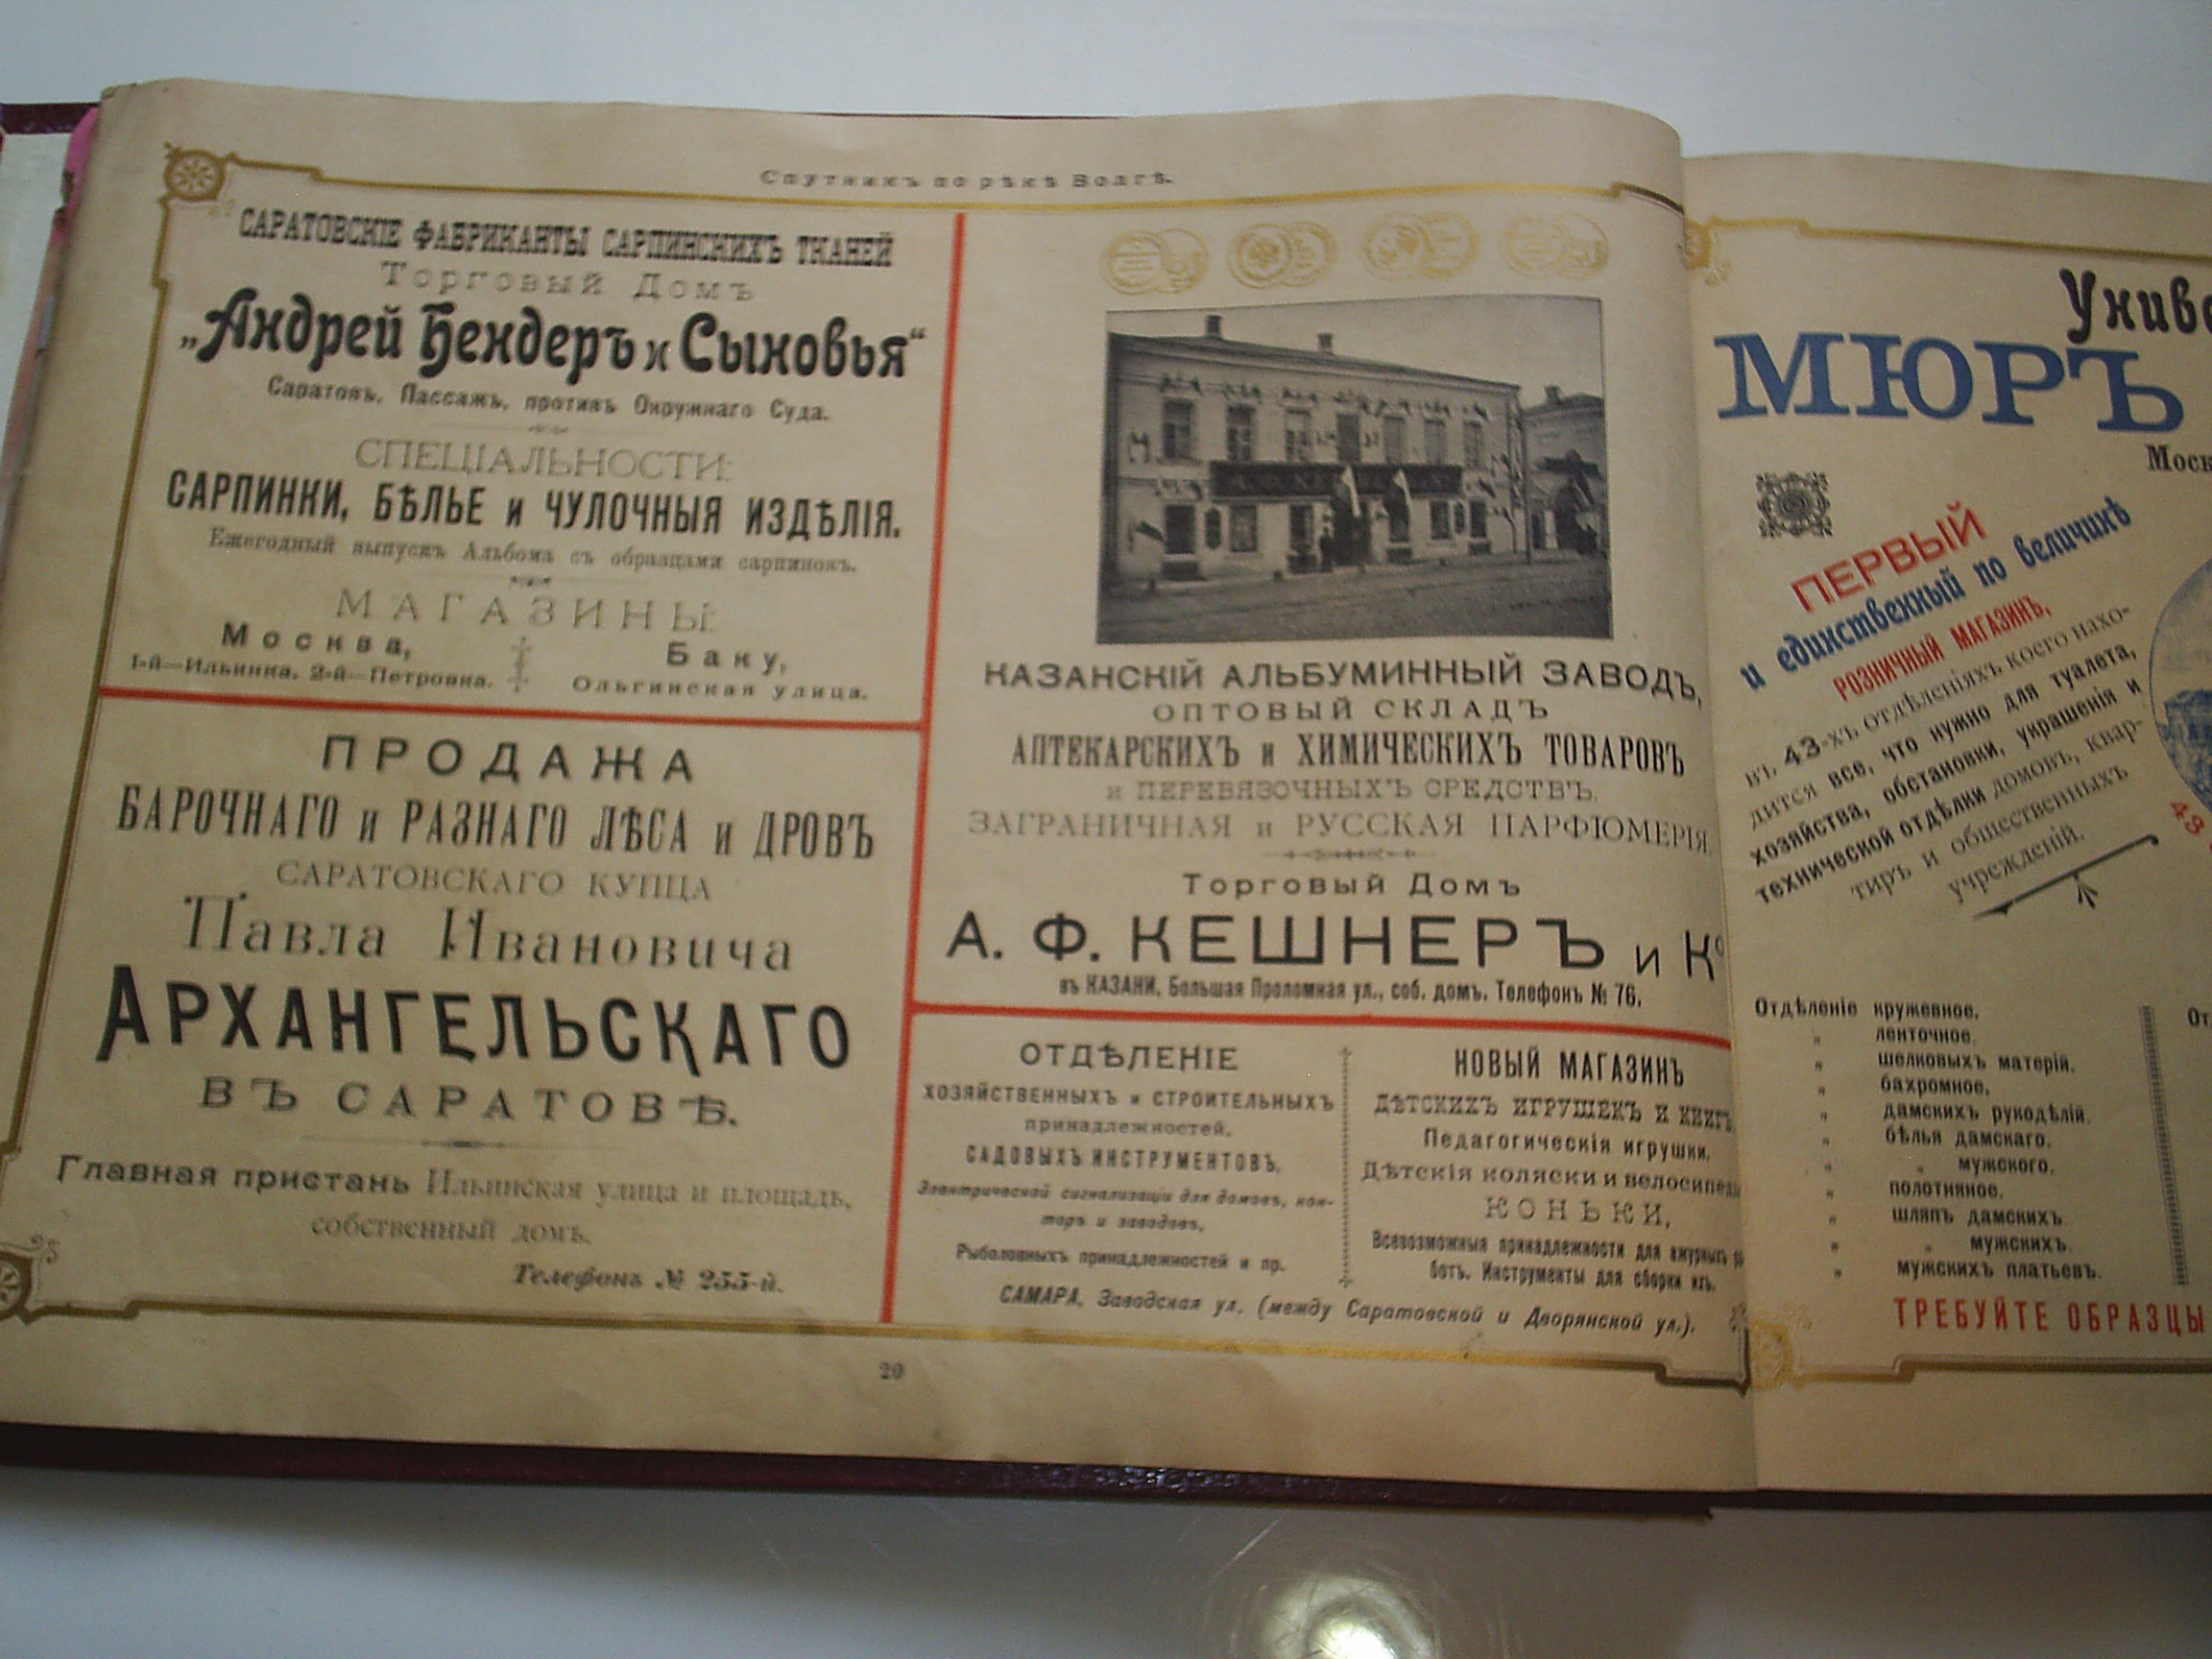 Спутникъ по рѣкѣ Волгѣ.
САРАТОВСКІЕ ФАБРИКАНТЫ САРПИНСКИХЪ ТКАНЕЙ
Торговый Домъ
„Андрей Бендеръ и Сыновья“
Саратовъ, Пассажъ, противъ Окружнаго Суда.
СПЕЦІАЛЬНОСТИ:
САРПИНКИ, БѢЛЬЕ и ЧУЛОЧНЫЯ ИЗДѢЛІЯ.
Ежегодный выпускъ Альбома съ образцами сарпинокъ.
МАГАЗИНЫ:
Москва,
1-й—Ильинка, 2-й—Петровка.
Баку,
Ольгинская улица.
ПРОДАЖА
БАРОЧНАГО и РАЗНАГО ЛѢСА и ДРОВЪ
САРАТОВСКАГО КУПЦА
Павла Ивановича
АРХАНГЕЛЬСКАГО
ВЪ САРАТОВѢ.
Главная пристань Ильинская улица и площадь,
собственный домъ.
Телефонъ № 255-й.
КАЗАНСКІЙ АЛЬБУМИННЫЙ ЗАВОДЪ,
ОПТОВЫЙ СКЛАДЪ
АПТЕКАРСКИХЪ и ХИМИЧЕСКИХЪ ТОВАРОВЪ
и ПЕРЕВЯЗОЧНЫХЪ СРЕДСТВЪ.
ЗАГРАНИЧНАЯ и РУССКАЯ ПАРФЮМЕРІЯ.
Торговый Домъ
А. Ф. КЕШНЕРЪ и Ко
въ КАЗАНИ, Большая Проломная ул., соб. домъ. Телефонъ № 76.
ОТДѢЛЕНІЕ
ХОЗЯЙСТВЕННЫХЪ и СТРОИТЕЛЬНЫХЪ
принадлежностей,
САДОВЫХЪ ИНСТРУМЕНТОВЪ,
Электрической сигнализаціи для домовъ, кон-
торъ и заводовъ,
Рыболовныхъ принадлежностей и пр.
НОВЫЙ МАГАЗИНЪ
ДѢТСКИХЪ ИГРУШЕКЪ И КНИГЪ
Педагогическія игрушки,
Дѣтскія коляски и велосипеды
КОНЬКИ,
Всевозможныя принадлежности для ажурныхъ ра
ботъ. Инструменты для сборки ихъ.
САМАРА, Заводская ул. (между Саратовской и Дворянской ул.).
20
Униве
МЮРЪ
Моск
ПЕРВЫЙ
и единственный по величинѣ
РОЗНИЧНЫЙ МАГАЗИНЪ,
въ 43-хъ отдѣленіяхъ коего нахо-
дится все, что нужно для туалета,
хозяйства, обстановки, украшенія и
технической отдѣлки домовъ, квар-
тиръ и общественныхъ
учрежденій.
43
Отдѣленіе кружевное.
" ленточное.
" шелковыхъ матерій.
" бахромное.
" дамскихъ рукодѣлій.
" бѣлья дамскаго.
" " мужского.
" полотняное.
" шляпъ дамскихъ.
" " мужскихъ.
" мужскихъ платьевъ.
От
ТРЕБУЙТЕ ОБРАЗЦЫ